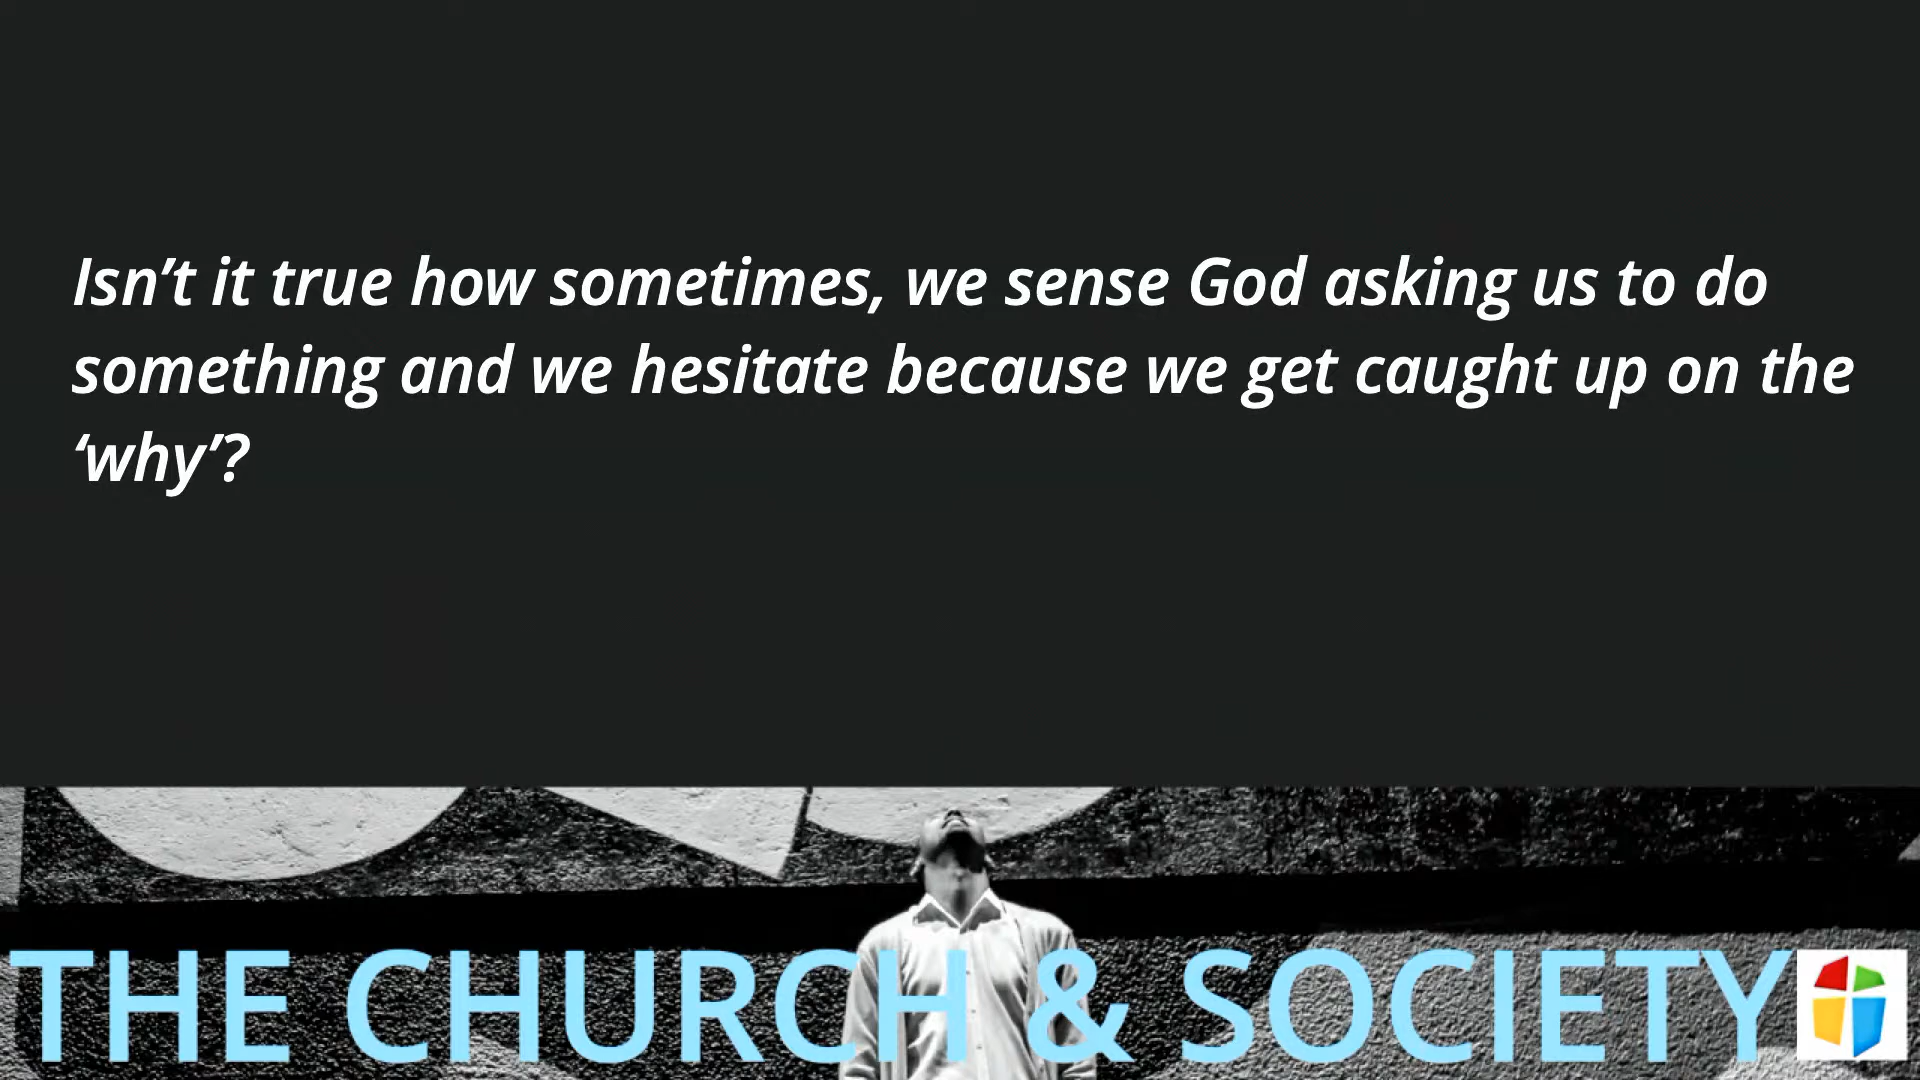 Isn’t it true how sometimes, we sense God asking us to do
something and we hesitate because we get caught up on the
‘why’?
THE CHURCH & SOCIETY